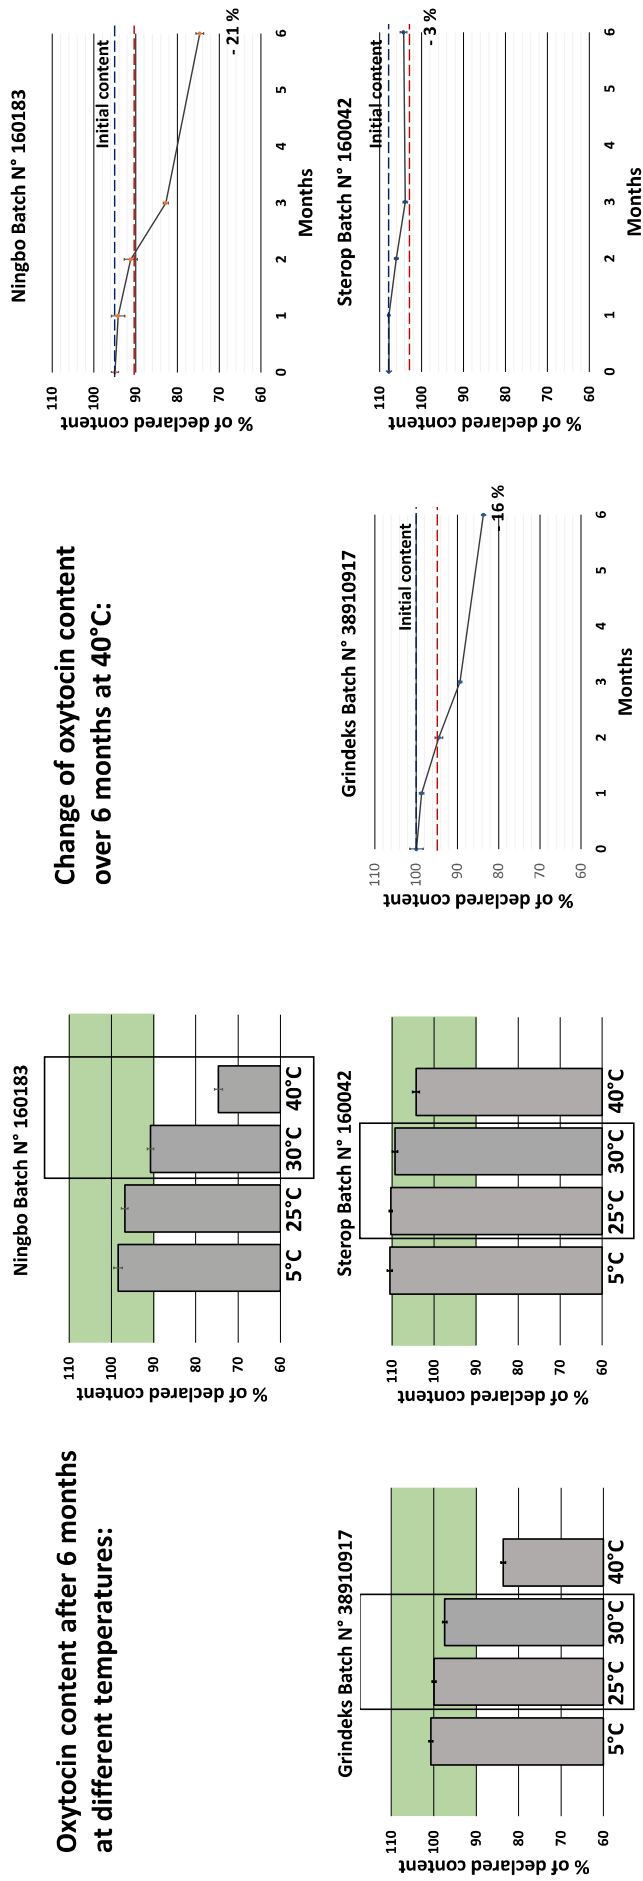 Oxytocin content after 6 months
at different temperatures:
Ningbo Batch N° 160183
% of declared content
110
100
90
80
70
60
5°C 25°C 30°C 40°C
Grindeks Batch N° 38910917
% of declared content
110
100
90
80
70
60
5°C 25°C 30°C 40°C
Sterop Batch N° 160042
% of declared content
110
100
90
80
70
60
5°C 25°C 30°C 40°C
Change of oxytocin content
over 6 months at 40°C:
Ningbo Batch N° 160183
% of declared content
110
100
90
80
70
60
Initial content
- 21 %
0 1 2 3 4 5 6
Months
Grindeks Batch N° 38910917
% of declared content
110
100
90
80
70
60
Initial content
- 16 %
0 1 2 3 4 5 6
Months
Sterop Batch N° 160042
% of declared content
110
100
90
80
70
60
Initial content
- 3 %
0 1 2 3 4 5 6
Months